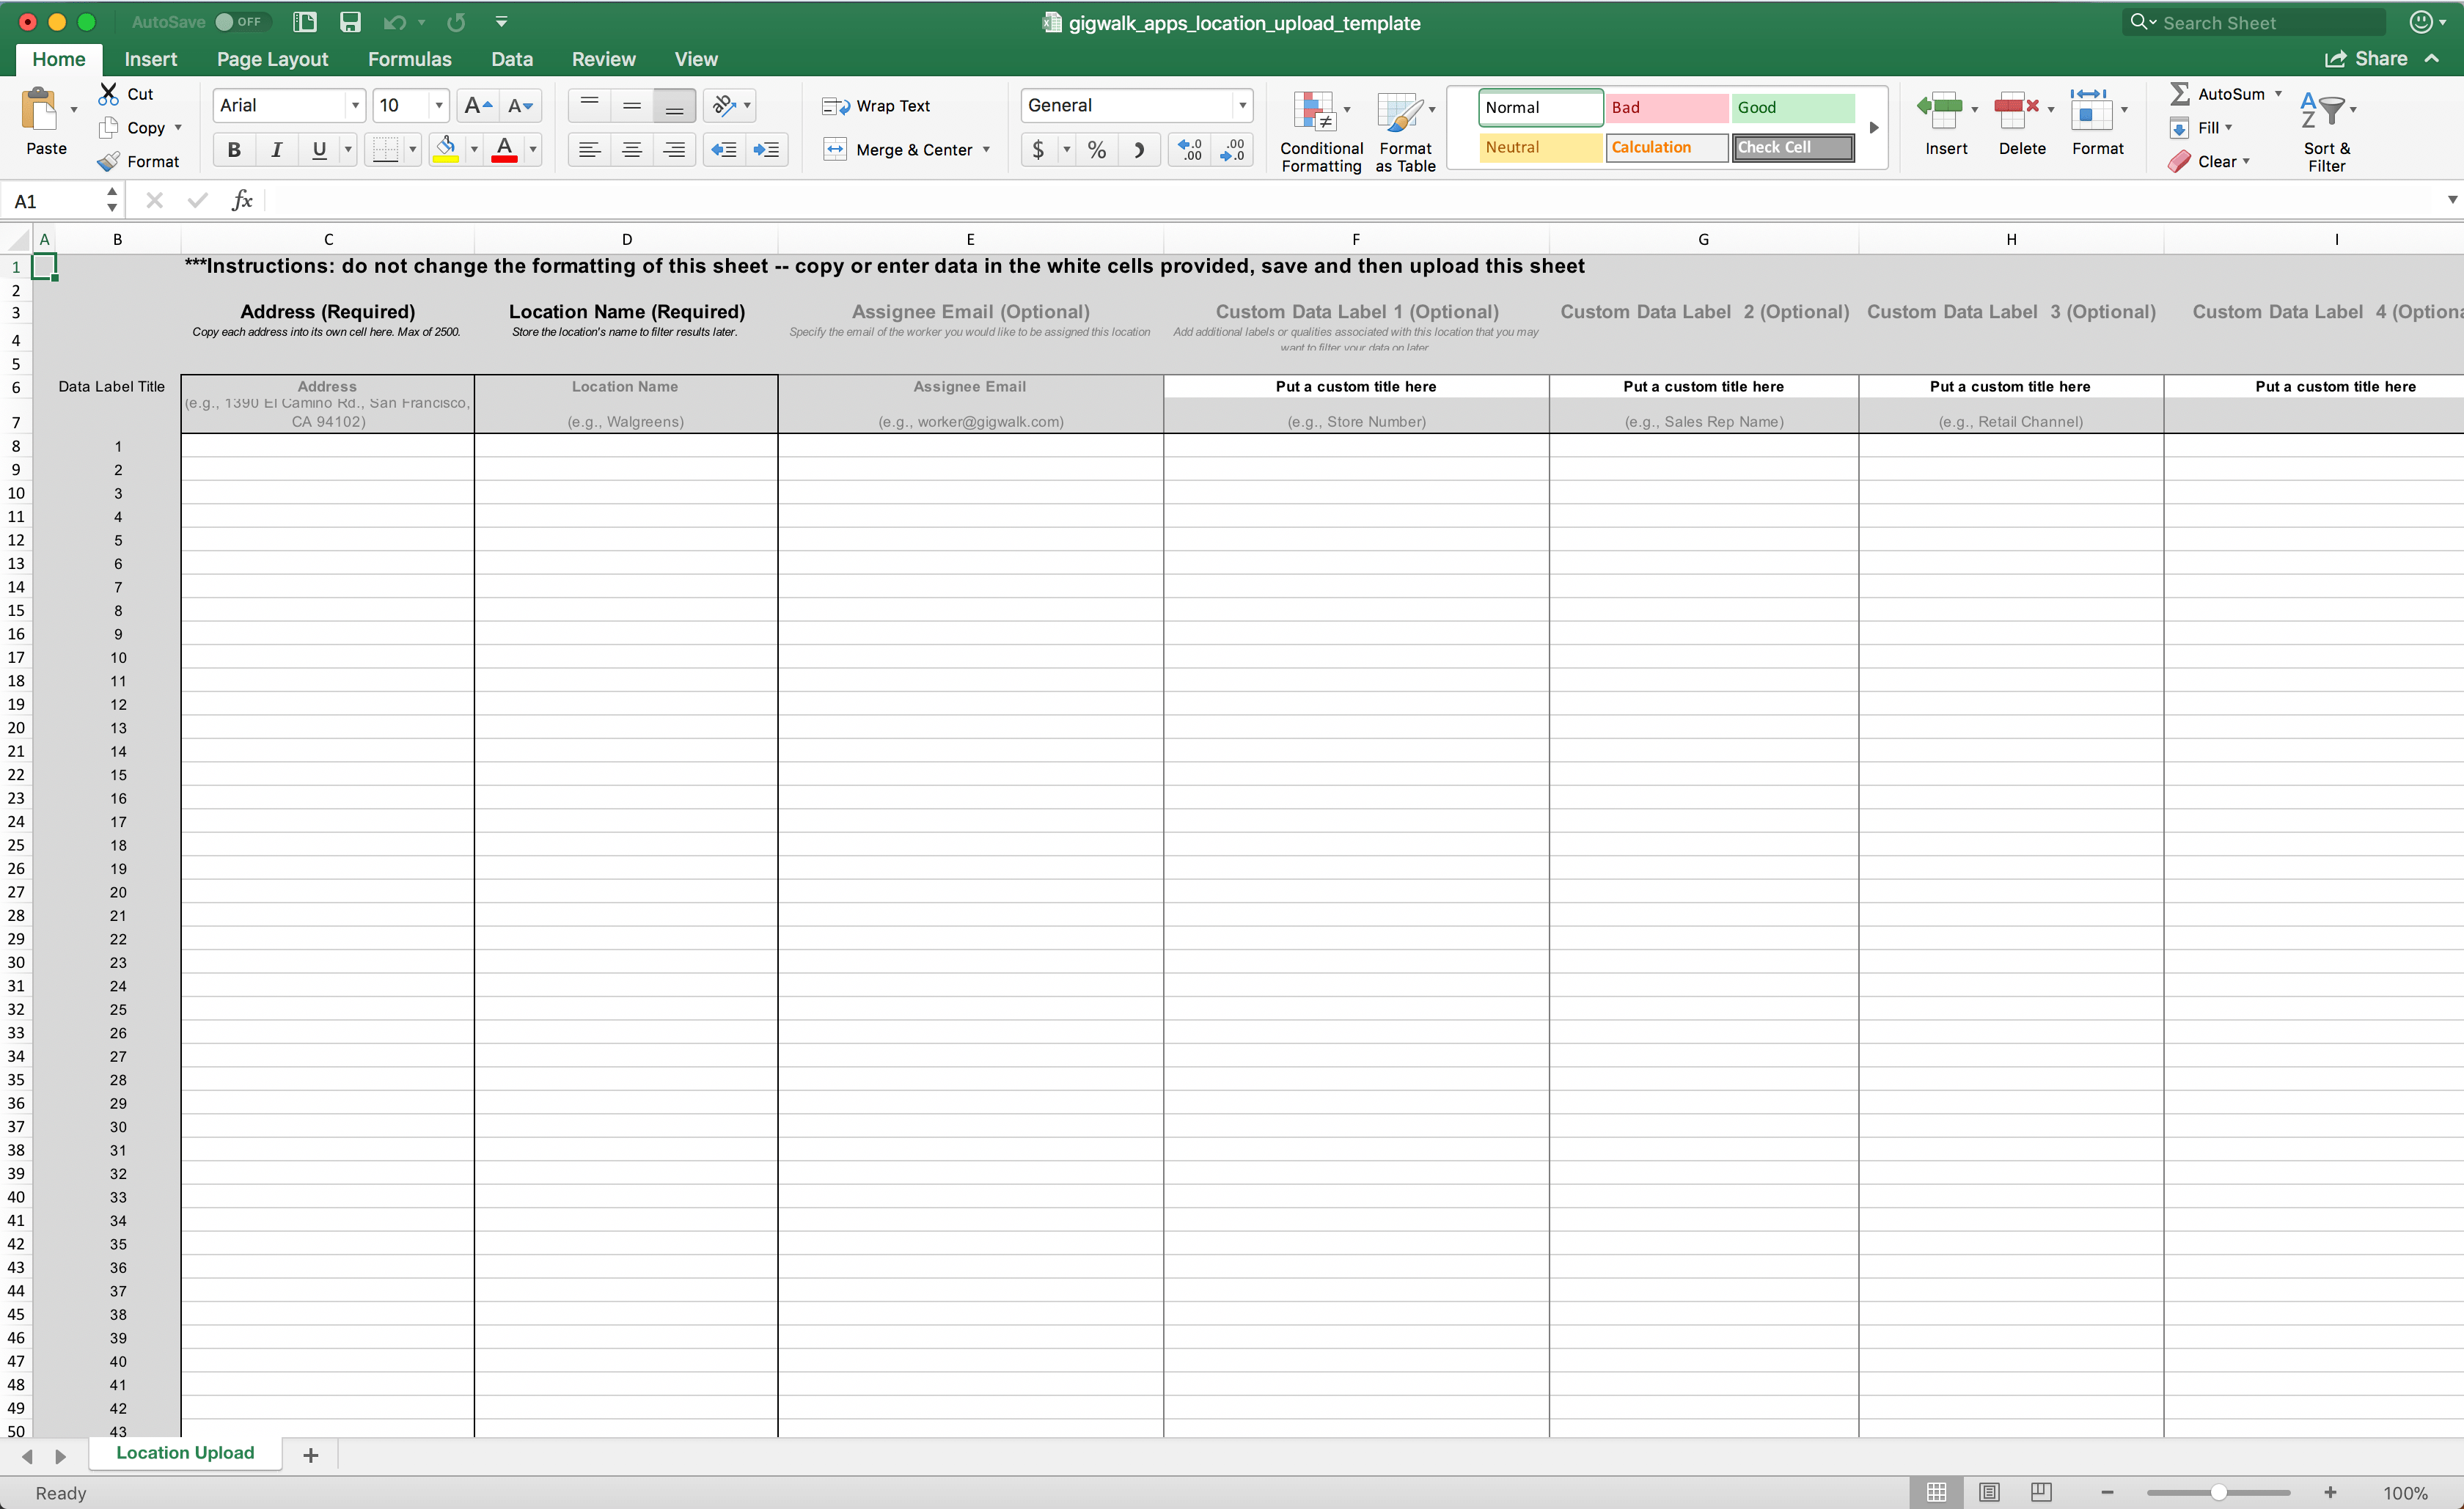 AutoSave OFF
gigwalk_apps_location_upload_template
Search Sheet
Home Insert Page Layout Formulas Data Review View
Share
Paste
Cut
Copy
Format
Arial 10
B I U
Wrap Text
Merge & Center
General
$ %
Conditional Formatting
Format as Table
Normal Bad Good
Neutral Calculation Check Cell
Insert Delete Format
AutoSum
Fill
Clear
Sort & Filter
A1
fx
A B C D E F G H I
1 ***Instructions: do not change the formatting of this sheet -- copy or enter data in the white cells provided, save and then upload this sheet
2
3 Address (Required) Location Name (Required) Assignee Email (Optional) Custom Data Label 1 (Optional) Custom Data Label 2 (Optional) Custom Data Label 3 (Optional) Custom Data Label 4 (Optiona
4 Copy each address into its own cell here. Max of 2500. Store the location's name to filter results later. Specify the email of the worker you would like to be assigned this location Add additional labels or qualities associated with this location that you may
want to filter your data on later
5
6 Data Label Title Address Location Name Assignee Email Put a custom title here Put a custom title here Put a custom title here Put a custom title here
(e.g., 1390 El Camino Rd., San Francisco,
7 CA 94102) (e.g., Walgreens) (e.g., worker@gigwalk.com) (e.g., Store Number) (e.g., Sales Rep Name) (e.g., Retail Channel)
8 1
9 2
10 3
11 4
12 5
13 6
14 7
15 8
16 9
17 10
18 11
19 12
20 13
21 14
22 15
23 16
24 17
25 18
26 19
27 20
28 21
29 22
30 23
31 24
32 25
33 26
34 27
35 28
36 29
37 30
38 31
39 32
40 33
41 34
42 35
43 36
44 37
45 38
46 39
47 40
48 41
49 42
50 43
Location Upload +
Ready
100%